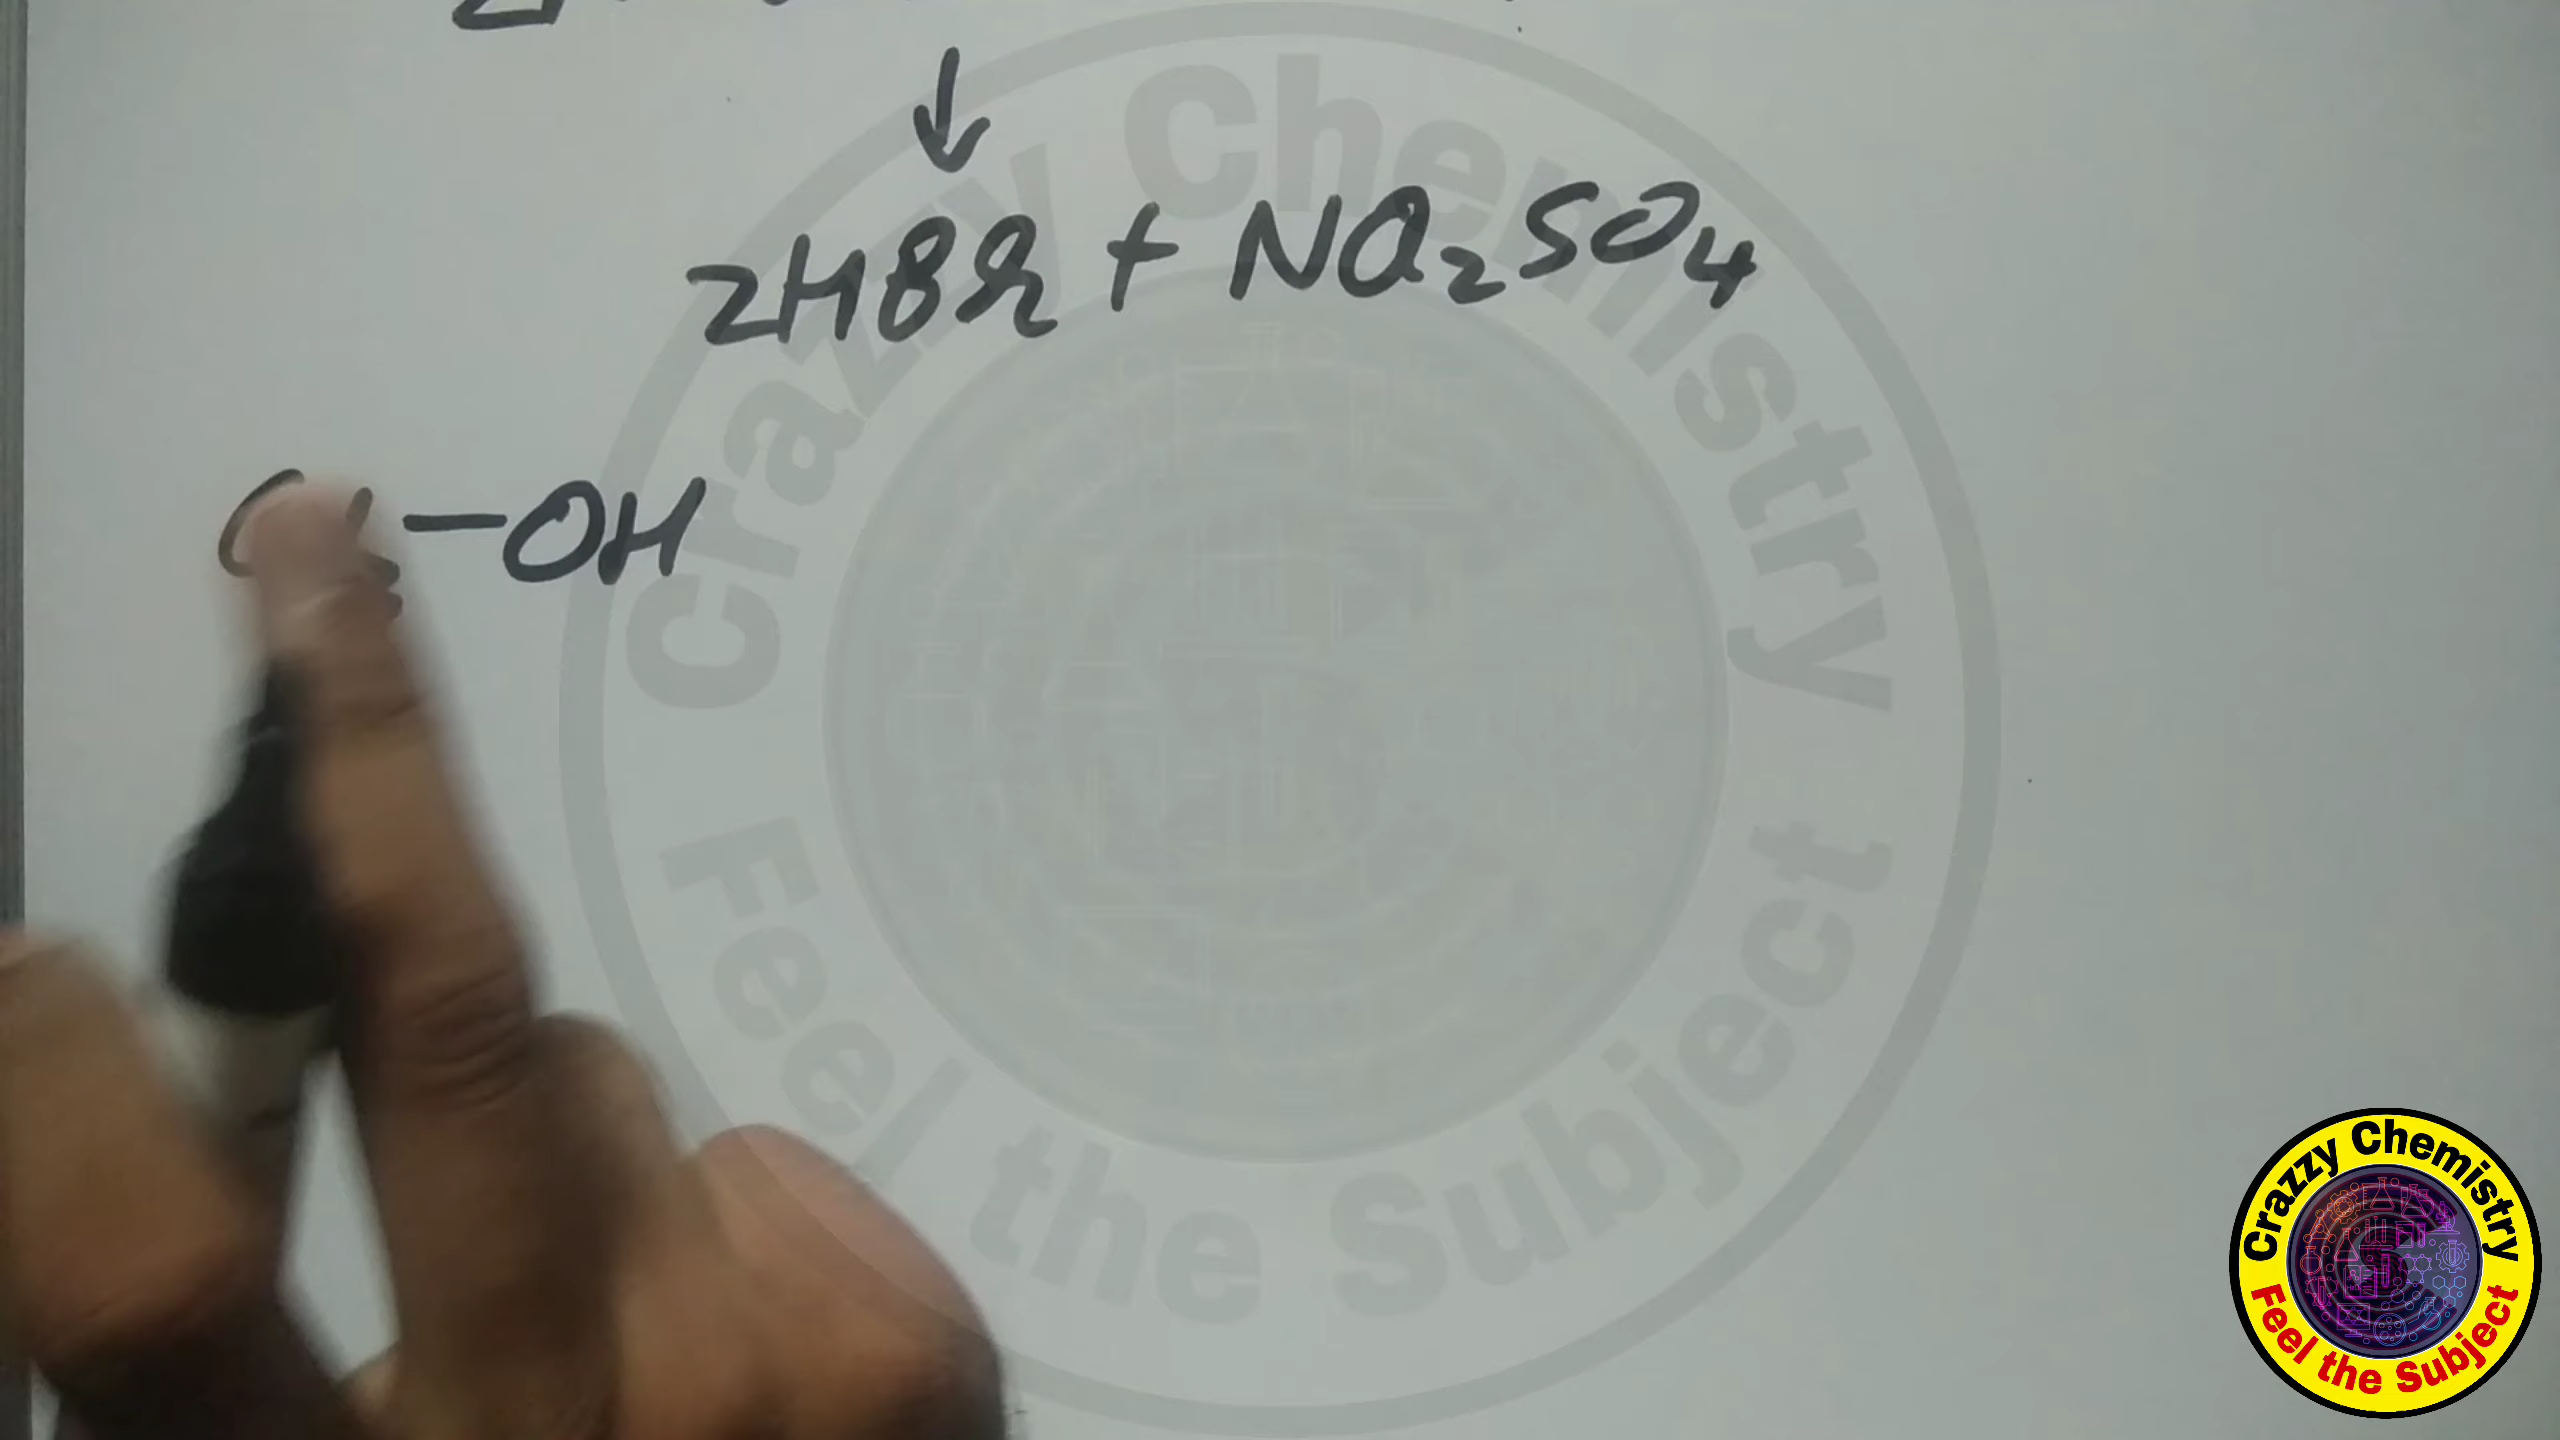 2HBr + Na2SO4
-OH
Crazzy Chemistry
Feel the Subject
Crazzy Chemistry
Feel the Subject